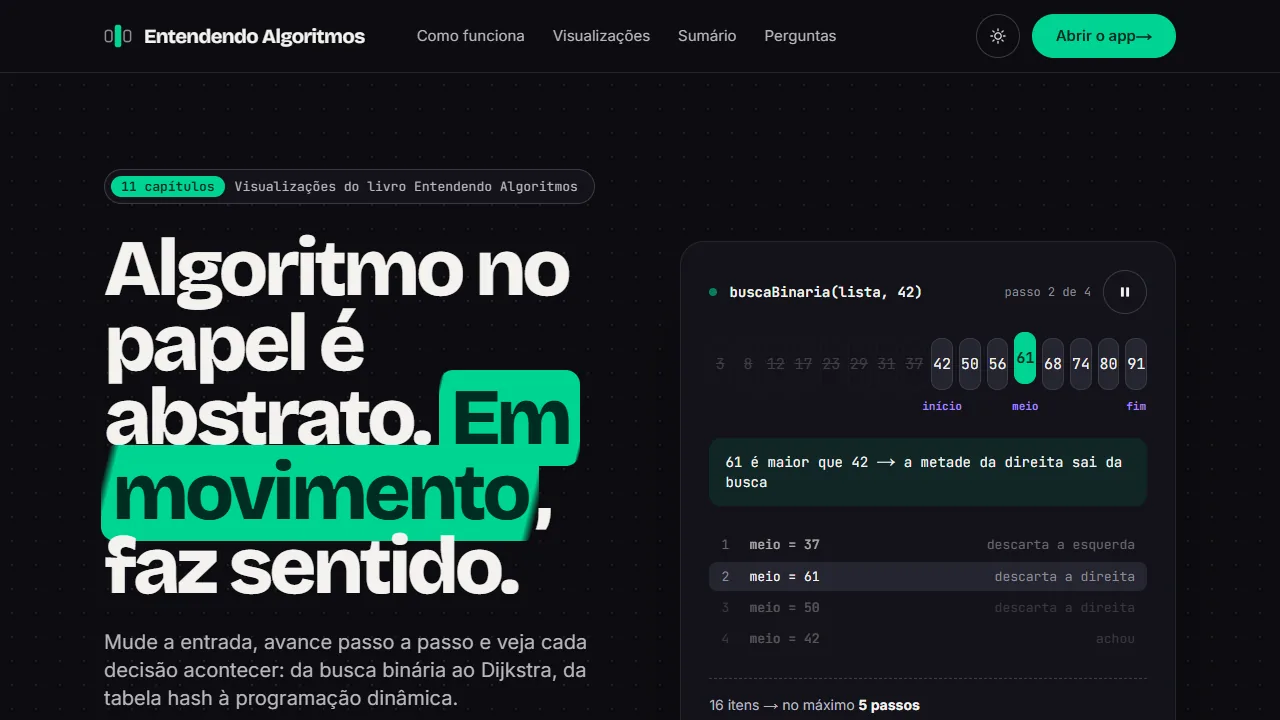 Entendendo Algoritmos
Como funciona
Visualizações
Sumário
Perguntas
Abrir o app→
11 capítulos Visualizações do livro Entendendo Algoritmos
Algoritmo no
papel é
abstrato. Em
movimento,
faz sentido.
Mude a entrada, avance passo a passo e veja cada
decisão acontecer: da busca binária ao Dijkstra, da
tabela hash à programação dinâmica.
buscaBinaria(lista, 42)
passo 2 de 4
3 8 12 17 23 29 31 37 42 50 56 61 68 74 80 91
início meio fim
61 é maior que 42 → a metade da direita sai da
busca
1 meio = 37 descarta a esquerda
2 meio = 61 descarta a direita
3 meio = 50 descarta a direita
4 meio = 42 achou
16 itens → no máximo 5 passos